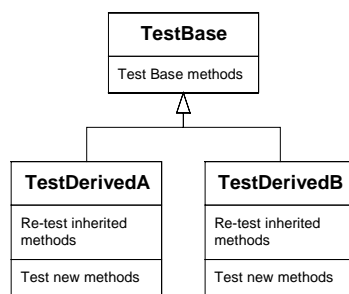 TestBase
Test Base methods
TestDerivedA
Re-test inherited
methods
Test new methods
TestDerivedB
Re-test inherited
methods
Test new methods